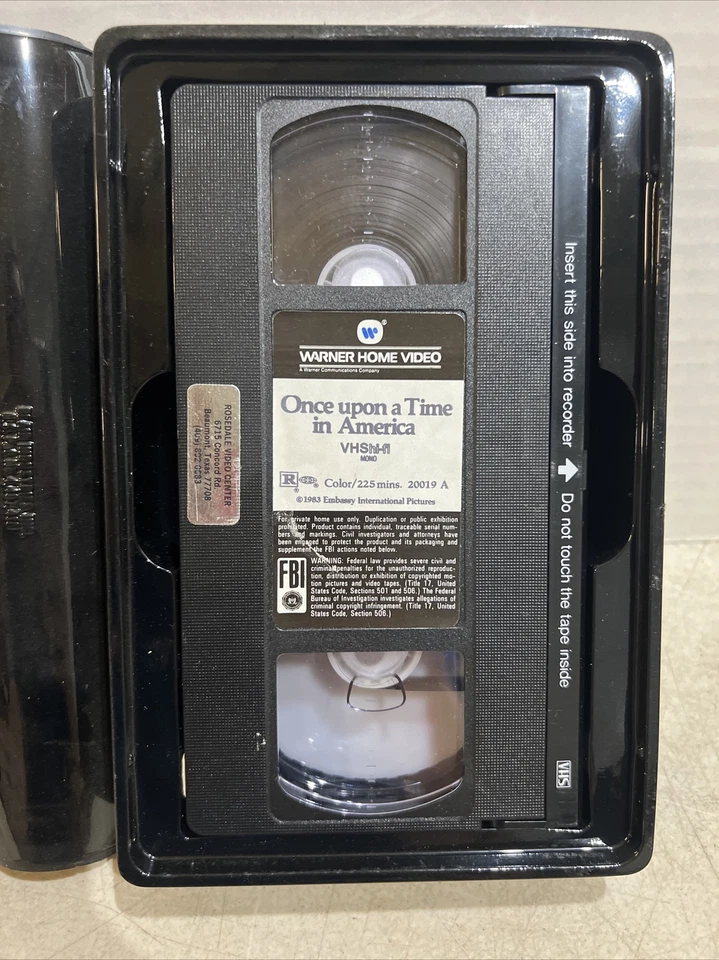 WARNER HOME VIDEO
A Warner Communications Company
Once upon a Time
in America
VHS hi-fi
MONO
R Color/225 mins. 20019 A
©1983 Embassy International Pictures
For private home use only. Duplication or public exhibition
prohibited. Product contains individual, traceable serial num-
bers and markings. Civil investigators and attorneys have
been engaged to protect the product and its packaging and
supplement the FBI actions noted below.
FBI
WARNING: Federal law provides severe civil and
criminal penalties for the unauthorized reproduc-
tion, distribution or exhibition of copyrighted mo-
tion pictures and video tapes. (Title 17, United
States Code, Sections 501 and 506.) The Federal
Bureau of Investigation investigates allegations of
criminal copyright infringement. (Title 17, United
States Code, Section 506.)
ROSEDALE VIDEO CENTER
6715 Concord Rd
Beaumont, Texas 77708
(409) 892-0683
Insert this side into recorder Do not touch the tape inside
VHS